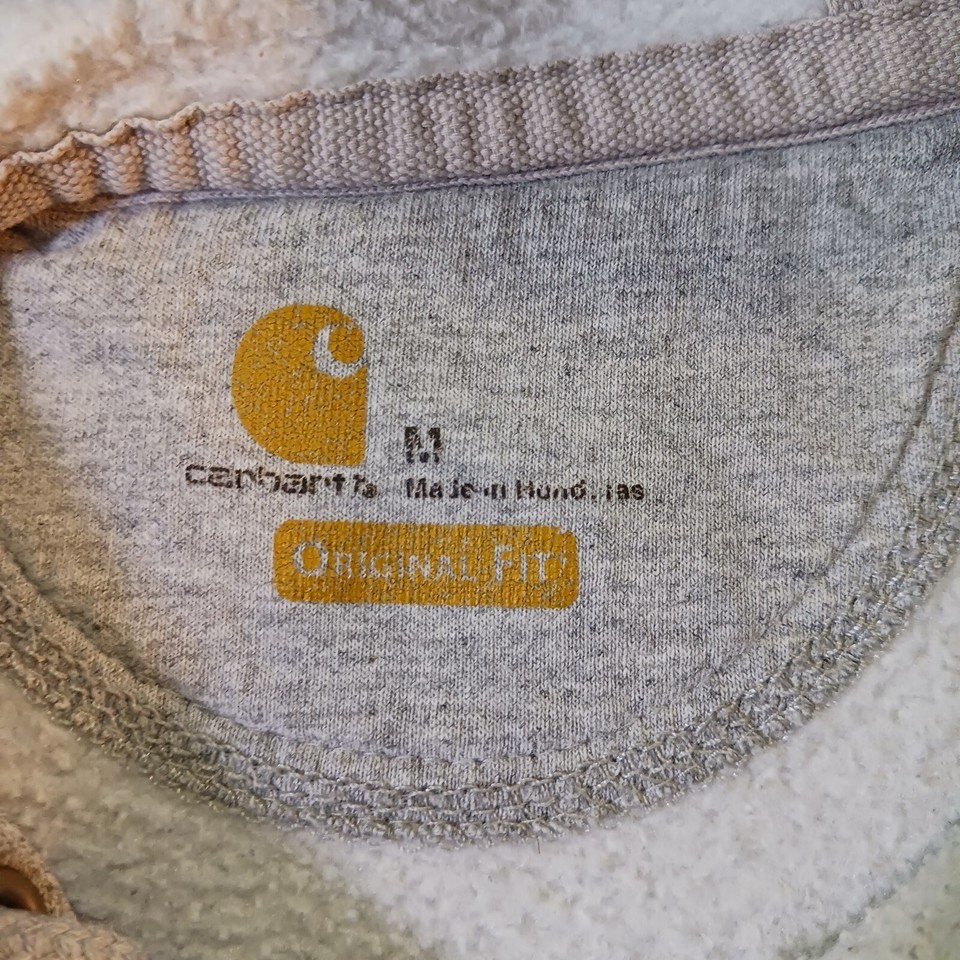 M
carhartt® Made in Honduras
ORIGINAL FIT